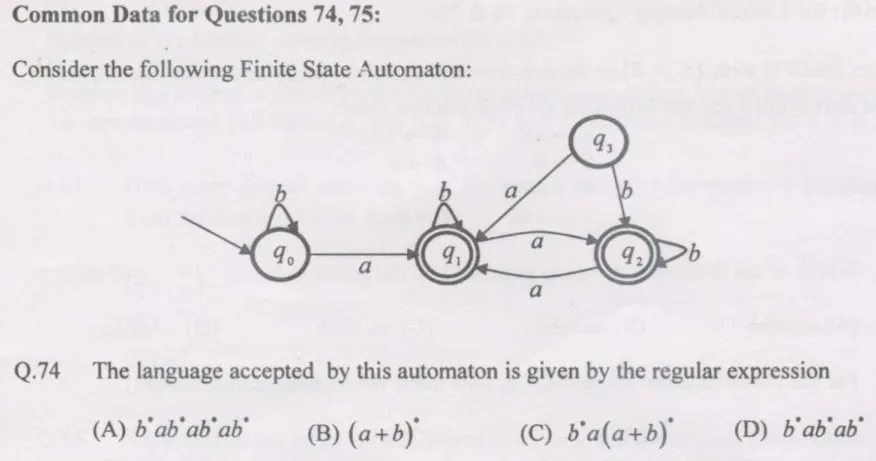 Common Data for Questions 74, 75:
Consider the following Finite State Automaton:
q₃
b b a b
q₀ a q₁ a q₂ b
a
Q.74 The language accepted by this automaton is given by the regular expression
(A) b*ab*ab*ab* (B) (a+b)* (C) b*a(a+b)* (D) b*ab*ab*